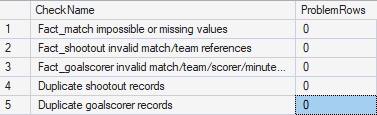 CheckName ProblemRows
1 Fact_match impossible or missing values 0
2 Fact_shootout invalid match/team references 0
3 Fact_goalscorer invalid match/team/scorer/minute... 0
4 Duplicate shootout records 0
5 Duplicate goalscorer records 0